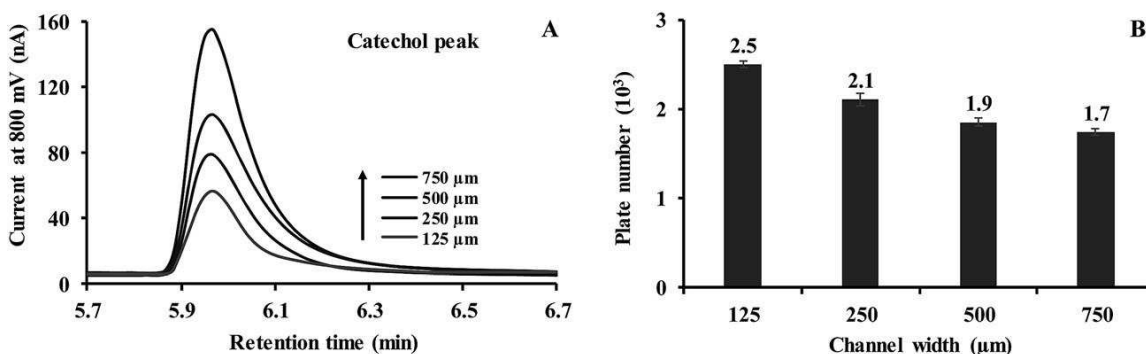 160
120
80
40
0
Current at 800 mV (nA)
Catechol peak
A
750 µm
500 µm
250 µm
125 µm
5.7
5.9
6.1
6.3
6.5
6.7
Retention time (min)
B
3
2
1
0
Plate number (10³)
2.5
2.1
1.9
1.7
125
250
500
750
Channel width (µm)